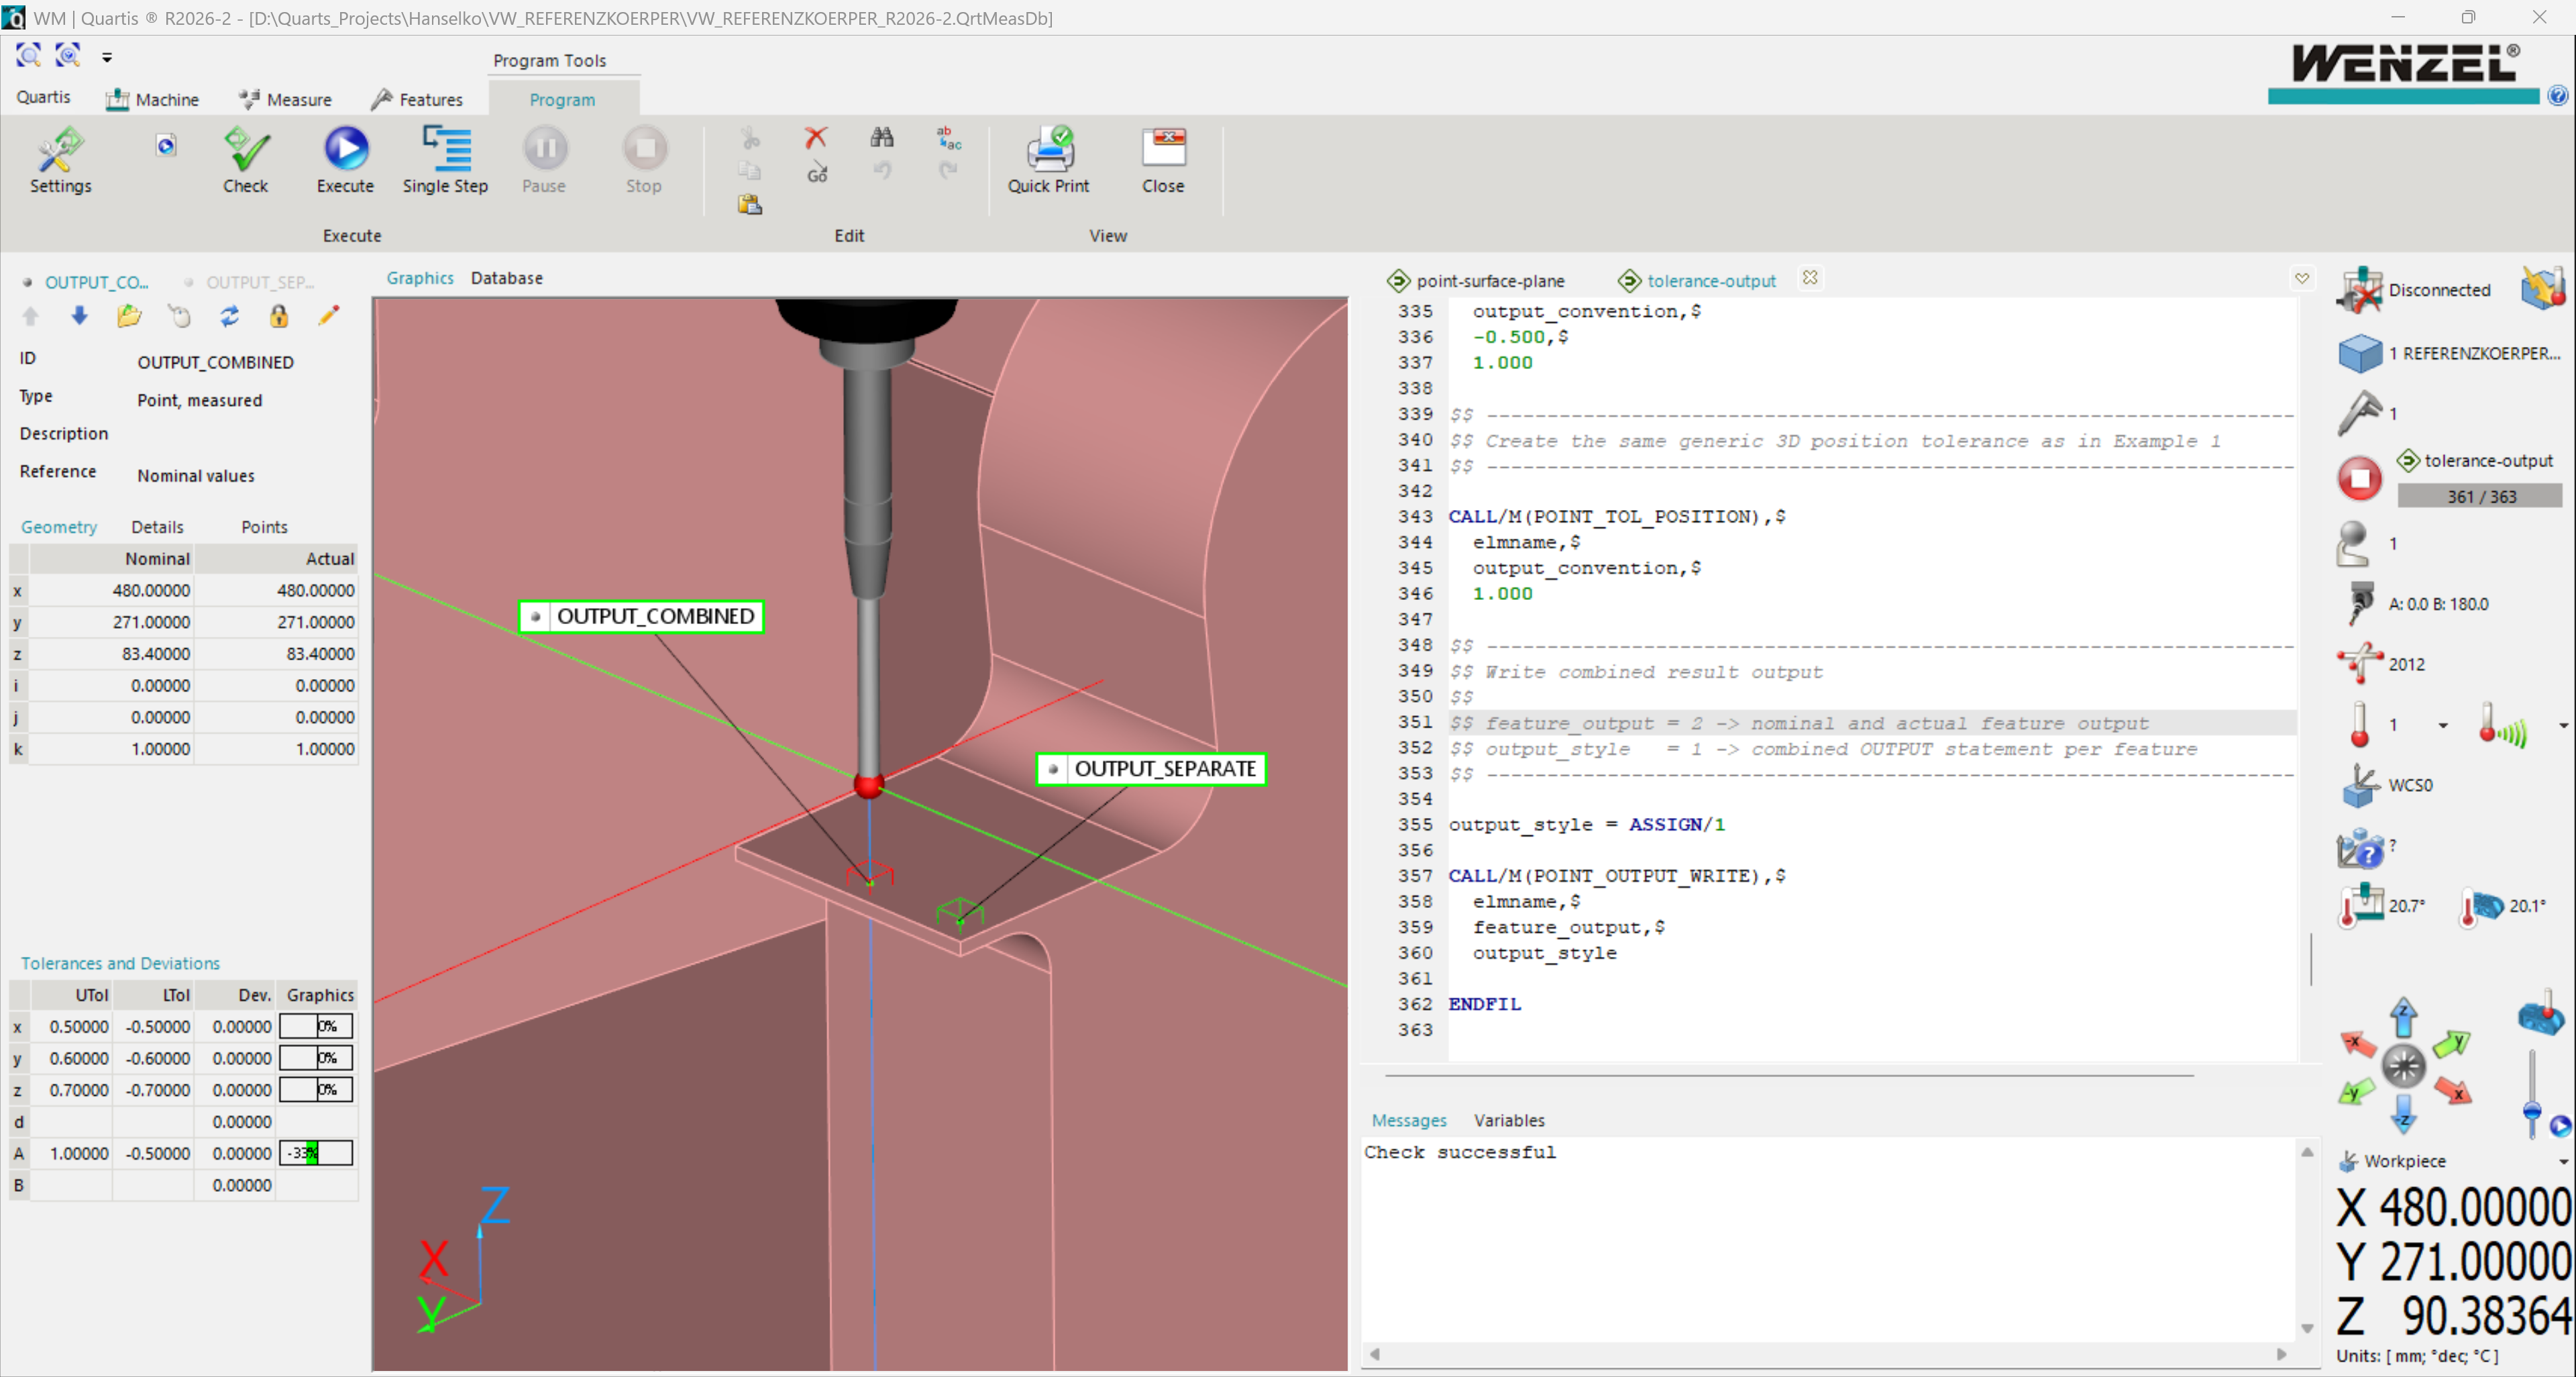 WM | Quartis ® R2026-2 - [D:\Quarts_Projects\Hanselko\VW_REFERENZKOERPER\VW_REFERENZKOERPER_R2026-2.QrtMeasDb]
Program Tools
WENZEL®
Quartis Machine Measure Features Program
Settings Check Execute Single Step Pause Stop GO ab ac Quick Print Close
Execute Edit View
OUTPUT_CO... OUTPUT_SEP...
ID OUTPUT_COMBINED
Type Point, measured
Description
Reference Nominal values
Geometry Details Points
Nominal Actual
x 480.00000 480.00000
y 271.00000 271.00000
z 83.40000 83.40000
i 0.00000 0.00000
j 0.00000 0.00000
k 1.00000 1.00000
Tolerances and Deviations
UTol LTol Dev. Graphics
x 0.50000 -0.50000 0.00000 0%
y 0.60000 -0.60000 0.00000 0%
z 0.70000 -0.70000 0.00000 0%
d 0.00000
A 1.00000 -0.50000 0.00000 -33%
B 0.00000
Graphics Database
OUTPUT_COMBINED
OUTPUT_SEPARATE
Z
X
Y
point-surface-plane tolerance-output
335 output_convention,$
336 -0.500,$
337 1.000
338
339 $$ -------------------------------------------------------------------
340 $$ Create the same generic 3D position tolerance as in Example 1
341 $$ -------------------------------------------------------------------
342
343 CALL/M(POINT_TOL_POSITION),$
344 elmname,$
345 output_convention,$
346 1.000
347
348 $$ -------------------------------------------------------------------
349 $$ Write combined result output
350 $$
351 $$ feature_output = 2 -> nominal and actual feature output
352 $$ output_style   = 1 -> combined OUTPUT statement per feature
353 $$ -------------------------------------------------------------------
354
355 output_style = ASSIGN/1
356
357 CALL/M(POINT_OUTPUT_WRITE),$
358 elmname,$
359 feature_output,$
360 output_style
361
362 ENDFIL
363
Messages Variables
Check successful
Disconnected
1 REFERENZKOERPER...
1
tolerance-output
361 / 363
1
A: 0.0 B: 180.0
2012
1
WCS0
?
20.7° 20.1°
z
-x y
-y x
-z
Workpiece
X 480.00000
Y 271.00000
Z 90.38364
Units: [ mm; °dec; °C ]